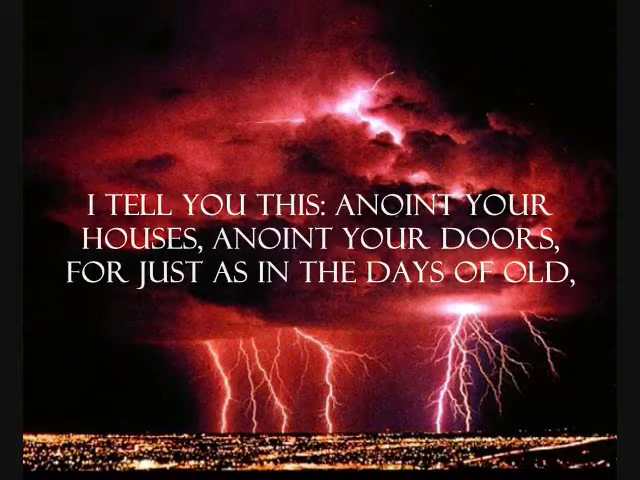 I TELL YOU THIS: ANOINT YOUR
HOUSES, ANOINT YOUR DOORS,
FOR JUST AS IN THE DAYS OF OLD,